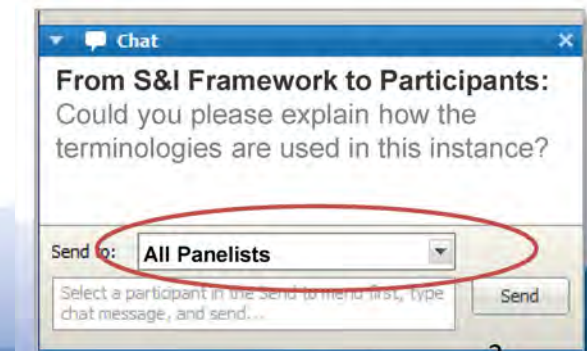 Chat
From S&I Framework to Participants:
Could you please explain how the
terminologies are used in this instance?
Send to: All Panelists
Select a participant in the Send to menu first, type
chat message, and send...
Send